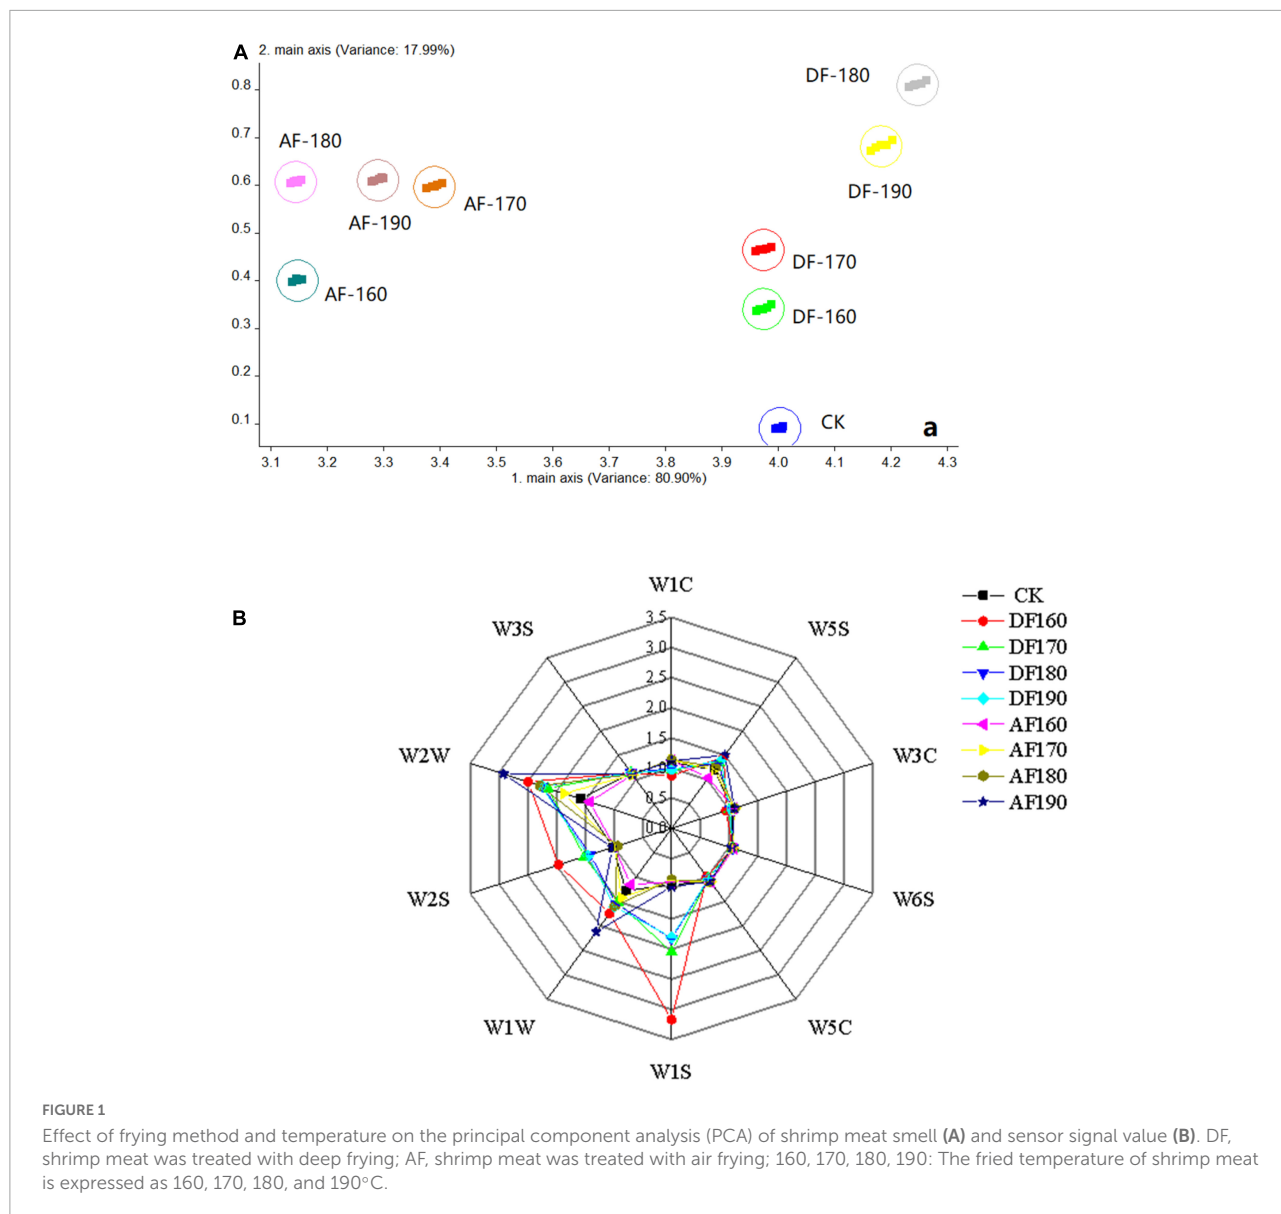 A
2. main axis (Variance: 17.99%)
0.8
0.7
0.6
0.5
0.4
0.3
0.2
0.1
DF-180
AF-180
DF-190
AF-190
AF-170
DF-170
AF-160
DF-160
CK
a
3.1 3.2 3.3 3.4 3.5 3.6 3.7 3.8 3.9 4.0 4.1 4.2 4.3
1. main axis (Variance: 80.90%)
B
W1C
W5S
W3C
W6S
W5C
W1S
W1W
W2S
W2W
W3S
3.5
3.0
2.5
2.0
1.5
1.0
0.5
0.0
CK
DF160
DF170
DF180
DF190
AF160
AF170
AF180
AF190
FIGURE 1
Effect of frying method and temperature on the principal component analysis (PCA) of shrimp meat smell (A) and sensor signal value (B). DF,
shrimp meat was treated with deep frying; AF, shrimp meat was treated with air frying; 160, 170, 180, 190: The fried temperature of shrimp meat
is expressed as 160, 170, 180, and 190°C.